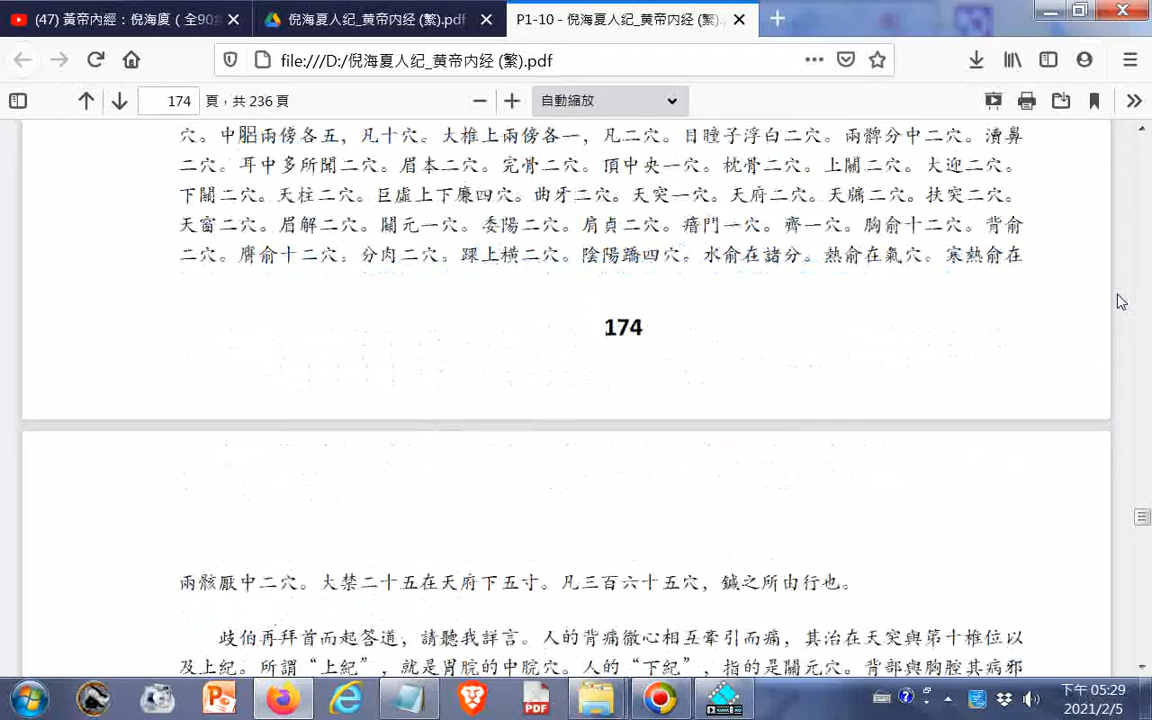 (47) 黃帝內經：倪海廈 ( 全90
倪海夏人纪_黄帝内经 (繁).pdf
P1-10 - 倪海夏人纪_黄帝内经 (繁).
file:///D:/倪海夏人纪_黄帝内经 (繁).pdf
174 頁，共 236 頁
自動縮放
穴。中䏚兩傍各五，凡十穴。大椎上兩傍各一，凡二穴。目瞳子浮白二穴。兩髀分中二穴。瀆鼻
二穴。耳中多所聞二穴。眉本二穴。完骨二穴。頂中央一穴。枕骨二穴。上關二穴。大迎二穴。
下關二穴。天柱二穴。巨虛上下廉四穴。曲牙二穴。天突一穴。天府二穴。天牖二穴。扶突二穴。
天窗二穴。眉解二穴。關元一穴。委陽二穴。肩貞二穴。瘖門一穴。齊一穴。胸俞十二穴。背俞
二穴。膺俞十二穴。分肉二穴。踝上橫二穴。陰陽蹻四穴。水俞在諸分。熱俞在氣穴。寒熱俞在
174
兩骸厭中二穴。大禁二十五在天府下五寸。凡三百六十五穴，鍼之所由行也。
歧伯再拜首而起答道，請聽我詳言。人的背痛徹心相互牽引而痛，其治在天突與第十椎位以
及上紀。所謂“上紀”，就是胃脘的中脘穴。人的“下紀”，指的是關元穴。背部與胸腔其病邪
下午 05:29
2021/2/5